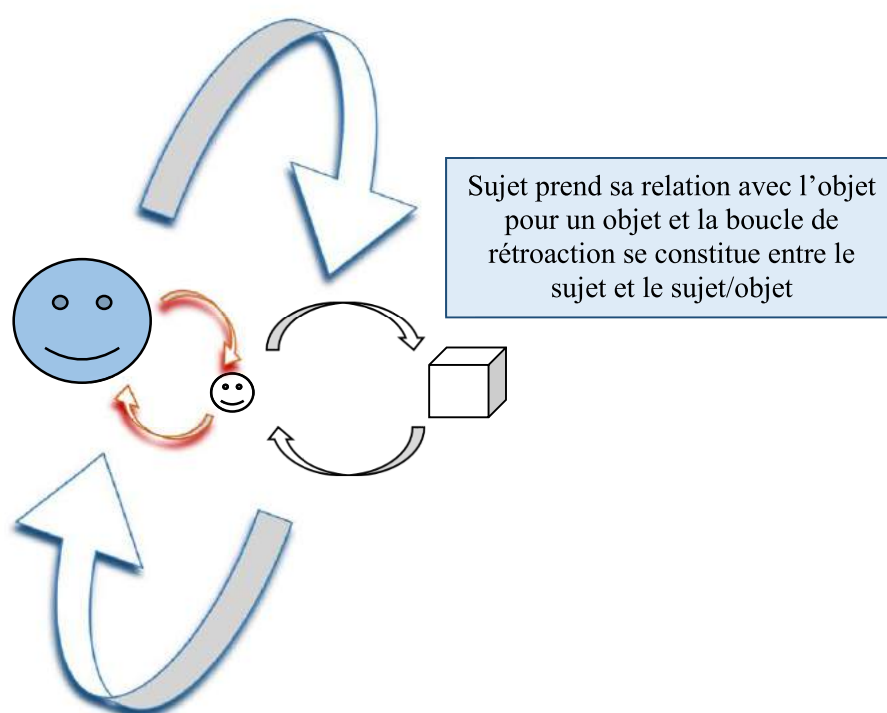 Sujet prend sa relation avec l’objet
pour un objet et la boucle de
rétroaction se constitue entre le
sujet et le sujet/objet